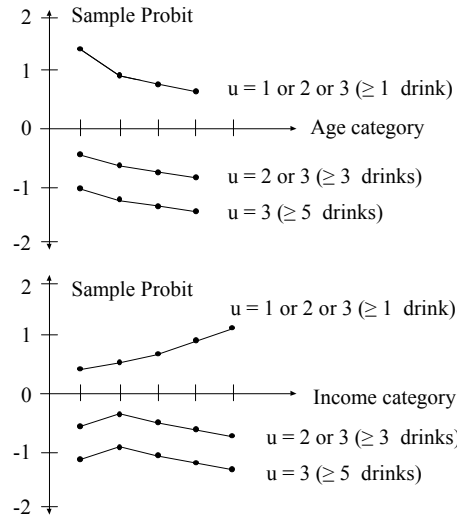 2
Sample Probit
1
u = 1 or 2 or 3 (≥ 1 drink)
0
Age category
u = 2 or 3 (≥ 3 drinks)
-1
u = 3 (≥ 5 drinks)
-2
2
Sample Probit
u = 1 or 2 or 3 (≥ 1 drink)
1
0
Income category
u = 2 or 3 (≥ 3 drinks)
-1
u = 3 (≥ 5 drinks)
-2